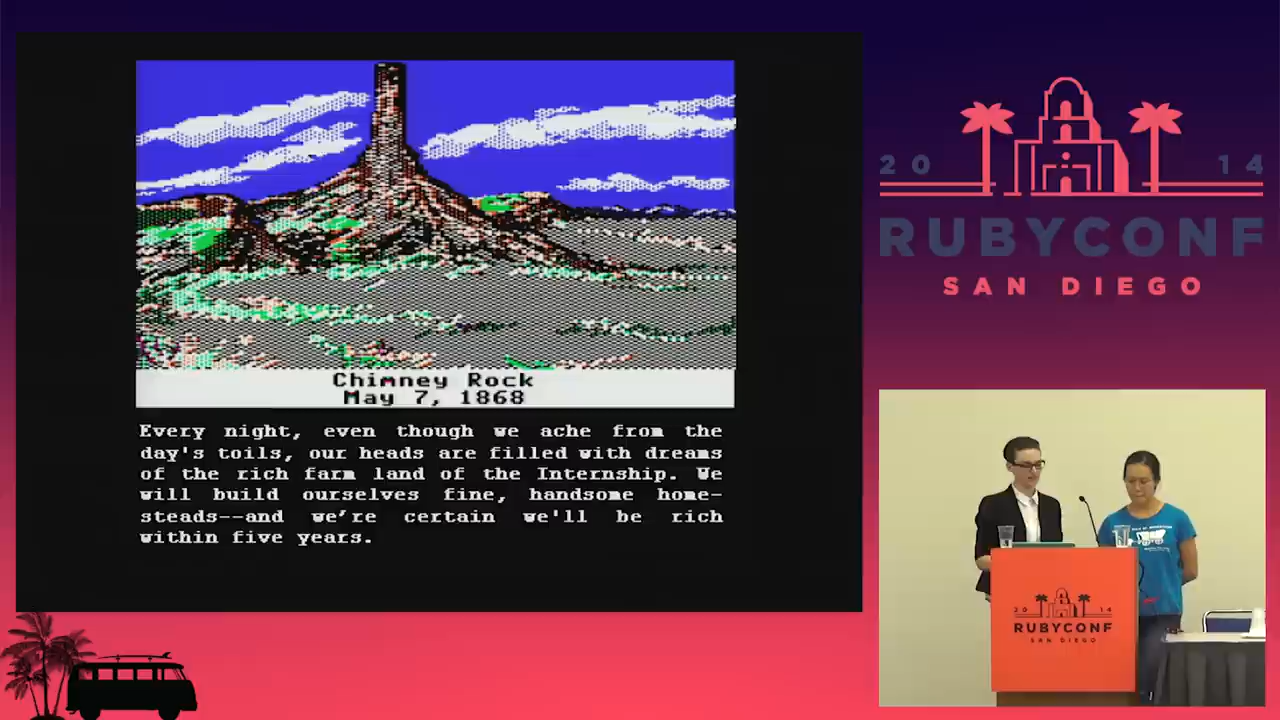 Chimney Rock
May 7, 1868
Every night, even though we ache from the
day's toils, our heads are filled with dreams
of the rich farm land of the Internship. We
will build ourselves fine, handsome home-
steads--and we're certain we'll be rich
within five years.
20 14
RUBYCONF
SAN DIEGO
20 14
RUBYCONF
SAN DIEGO